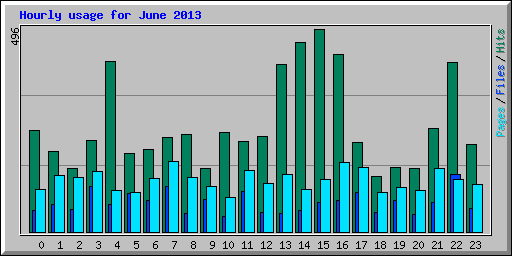 Hourly usage for June 2013
496
Pages / Files / Hits
0 1 2 3 4 5 6 7 8 9 10 11 12 13 14 15 16 17 18 19 20 21 22 23